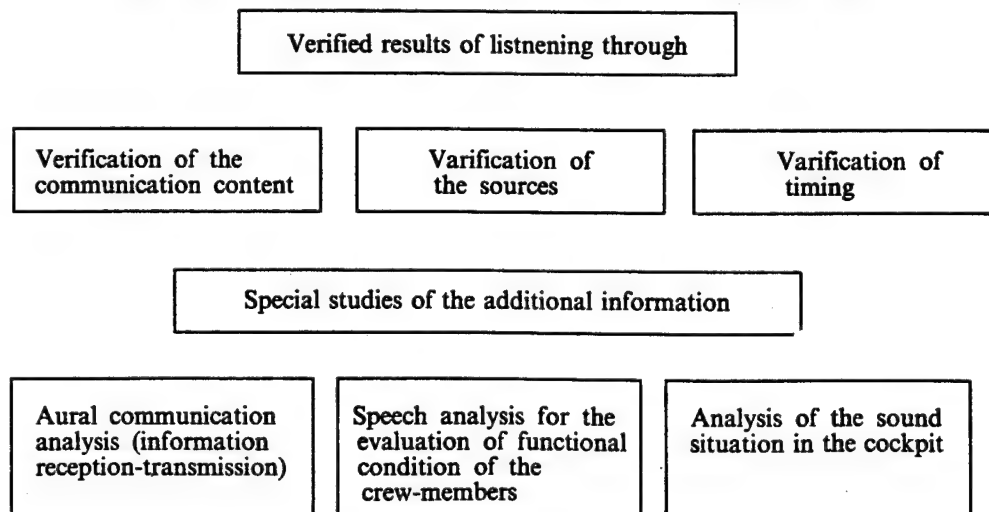 Verified results of listnening through
Verification of the
communication content
Varification of
the sources
Varification of
timing
Special studies of the additional information
Aural communication
analysis (information
reception-transmission)
Speech analysis for the
evaluation of functional
condition of the
crew-members
Analysis of the sound
situation in the cockpit